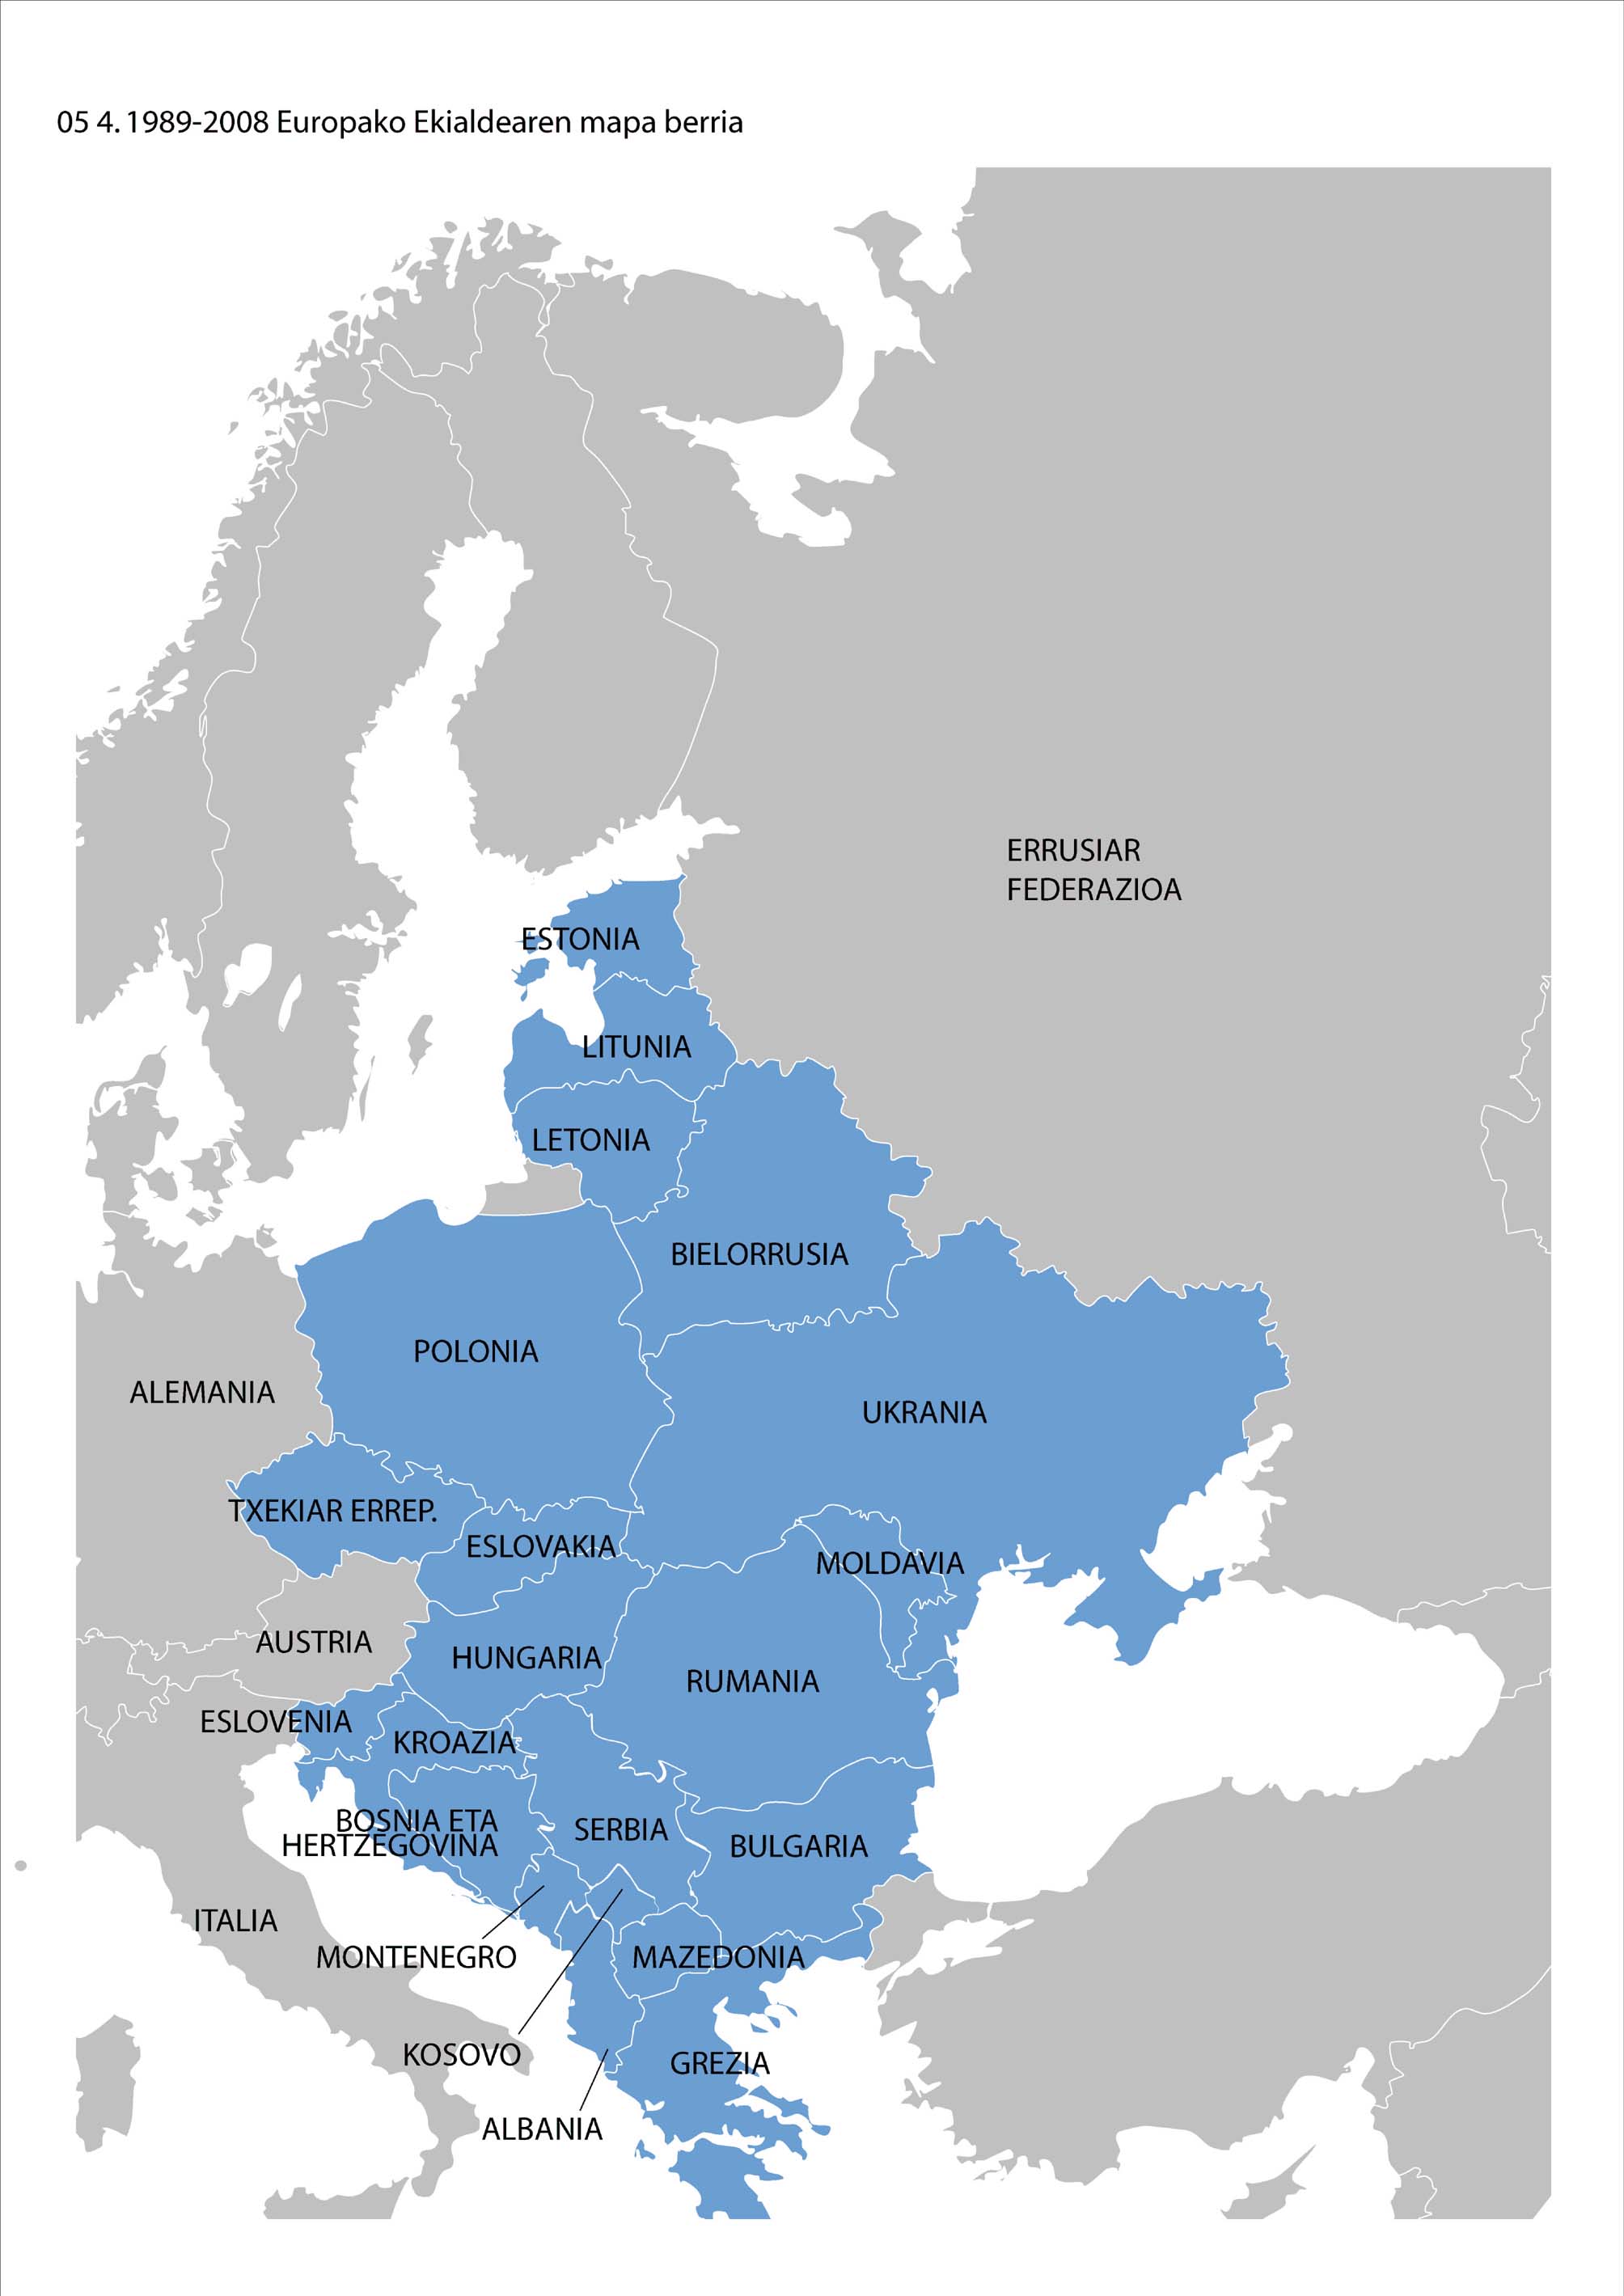 05 4. 1989-2008 Europako Ekialdearen mapa berria
ERRUSIAR
FEDERAZIOA
ESTONIA
LITUNIA
LETONIA
BIELORRUSIA
POLONIA
ALEMANIA
UKRANIA
TXEKIAR ERREP.
ESLOVAKIA
MOLDAVIA
AUSTRIA
HUNGARIA
RUMANIA
ESLOVENIA
KROAZIA
BOSNIA ETA
HERTZEGOVINA
SERBIA
BULGARIA
ITALIA
MONTENEGRO
MAZEDONIA
KOSOVO
GREZIA
ALBANIA